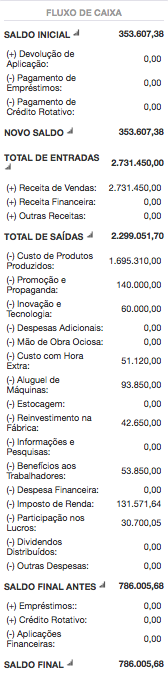 FLUXO DE CAIXA
SALDO INICIAL 353.607,38
(+) Devolução de
Aplicação: 0,00
(-) Pagamento de
Empréstimos: 0,00
(-) Pagamento de
Crédito Rotativo: 0,00
NOVO SALDO 353.607,38
TOTAL DE ENTRADAS 2.731.450,00
(+) Receita de Vendas: 2.731.450,00
(+) Receita Financeira: 0,00
(+) Outras Receitas: 0,00
TOTAL DE SAÍDAS 2.299.051,70
(-) Custo de Produtos
Produzidos: 1.695.310,00
(-) Promoção e
Propaganda: 140.000,00
(-) Inovação e
Tecnologia: 60.000,00
(-) Despesas Adicionais: 0,00
(-) Mão de Obra Ociosa: 0,00
(-) Custo com Hora
Extra: 51.120,00
(-) Aluguel de
Máquinas: 93.850,00
(-) Estocagem: 0,00
(-) Reinvestimento na
Fábrica: 42.650,00
(-) Informações e
Pesquisas: 0,00
(-) Benefícios aos
Trabalhadores: 53.850,00
(-) Despesa Financeira: 0,00
(-) Imposto de Renda: 131.571,64
(-) Participação nos
Lucros: 30.700,05
(-) Dividendos
Distribuídos: 0,00
(-) Outras Despesas: 0,00
SALDO FINAL ANTES 786.005,68
(+) Empréstimos:: 0,00
(+) Crédito Rotativo: 0,00
(-) Aplicações
Financeiras: 0,00
SALDO FINAL 786.005,68